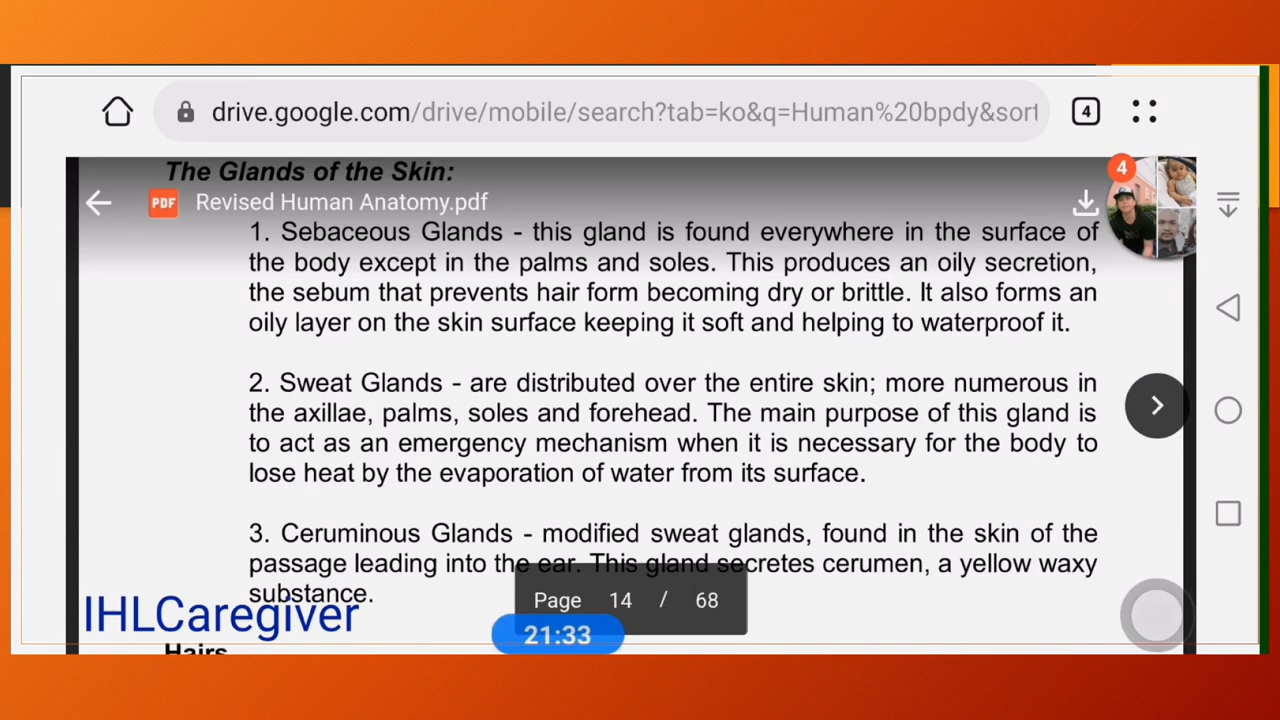 drive.google.com/drive/mobile/search?tab=ko&q=Human%20bpdy&sort
4
The Glands of the Skin:
4
PDF Revised Human Anatomy.pdf
1. Sebaceous Glands - this gland is found everywhere in the surface of
the body except in the palms and soles. This produces an oily secretion,
the sebum that prevents hair form becoming dry or brittle. It also forms an
oily layer on the skin surface keeping it soft and helping to waterproof it.
2. Sweat Glands - are distributed over the entire skin; more numerous in
the axillae, palms, soles and forehead. The main purpose of this gland is
to act as an emergency mechanism when it is necessary for the body to
lose heat by the evaporation of water from its surface.
3. Ceruminous Glands - modified sweat glands, found in the skin of the
passage leading into the ear. This gland secretes cerumen, a yellow waxy
substance.
Page 14 / 68
IHLCaregiver
21:33
Hairs